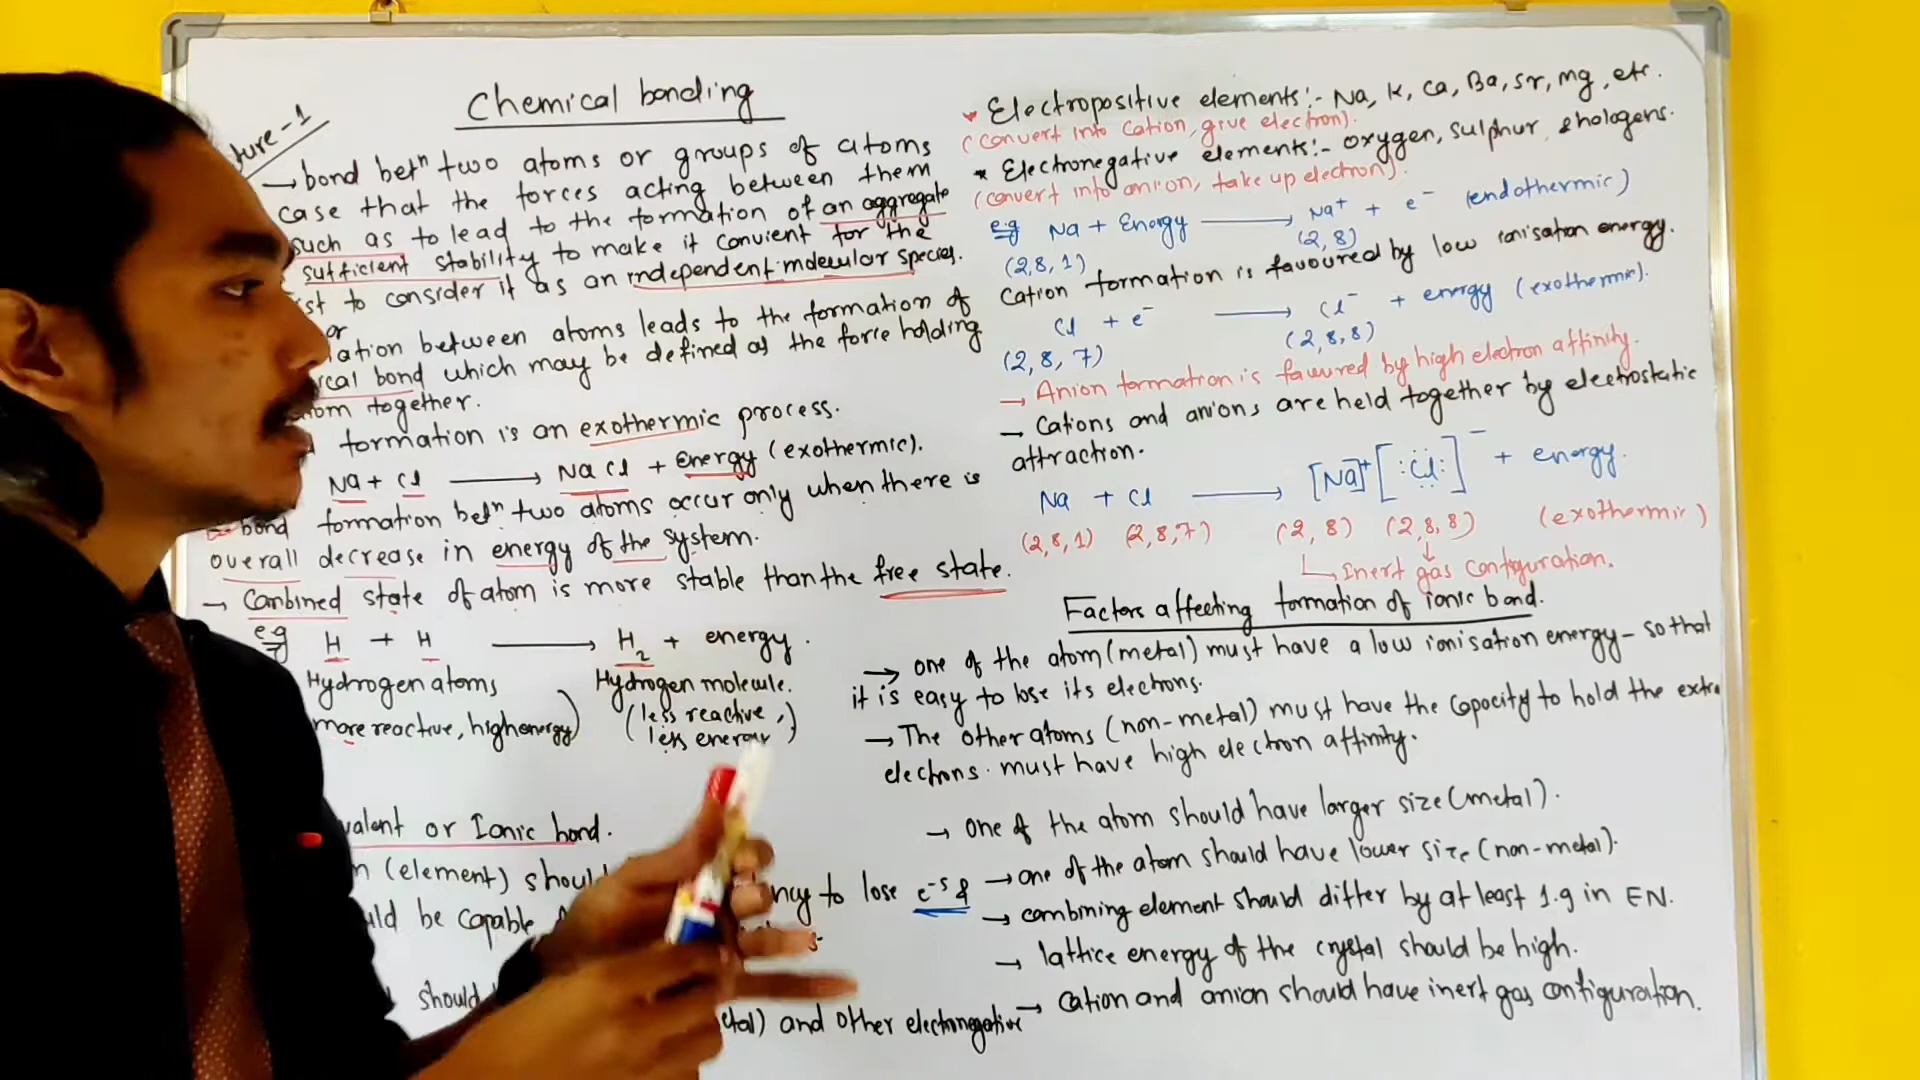 Chemical bonding
ture-1
→ bond betⁿ two atoms or groups of atoms
case that the forces acting between them
such as to lead to the formation of an aggregate
sufficient stability to make it convient for the
st to consider it as an independent molecular species.
or
ation between atoms leads to the formation of
ical bond which may be defined as the force holding
atom together.
formation is an exothermic process.
Na + Cl ⟶ NaCl + Energy (exothermic).
bond formation betⁿ two atoms occur only when there is
overall decrease in energy of the system.
→ Combined state of atom is more stable than the free state.
e.g H + H ⟶ H₂ + energy.
Hydrogen atoms Hydrogen molecule.
more reactive, high energy) (less reactive,
less energy)
valent or Ionic bond.
(element) should
ncy to lose e⁻s &
uld be capable
should
etal) and other electronegative
* Electropositive elements:- Na, K, Ca, Ba, Sr, Mg, etc.
(Convert into Cation, give electron).
* Electronegative elements:- oxygen, sulphur & hologens.
(convert into anion, take up electron).
e.g Na + Energy ⟶ Na⁺ + e⁻ (endothermic)
(2,8,1) (2,8)
Cation formation is favoured by low ionisation energy.
Cl + e⁻ ⟶ Cl⁻ + energy (exothermic).
(2,8,7) (2,8,8)
→ Anion formation is favoured by high electron affinity.
→ Cations and anions are held together by electrostatic
attraction.
Na + Cl ⟶ [Na]⁺ [:Cl:]⁻ + energy.
(2,8,1) (2,8,7) (2,8) (2,8,8) (exothermic)
Inert gas configuration.
Factors affecting formation of ionic bond.
→ one of the atom (metal) must have a low ionisation energy - so that
it is easy to lose its electrons.
→ The other atoms (non-metal) must have the capocity to hold the extra
electrons. must have high electron affinity.
→ one of the atom should have larger size (metal).
→ one of the atom should have lower size (non-metal).
→ combining element should differ by at least 1.9 in EN.
→ lattice energy of the crystal should be high.
→ Cation and anion should have inert gas configuration.